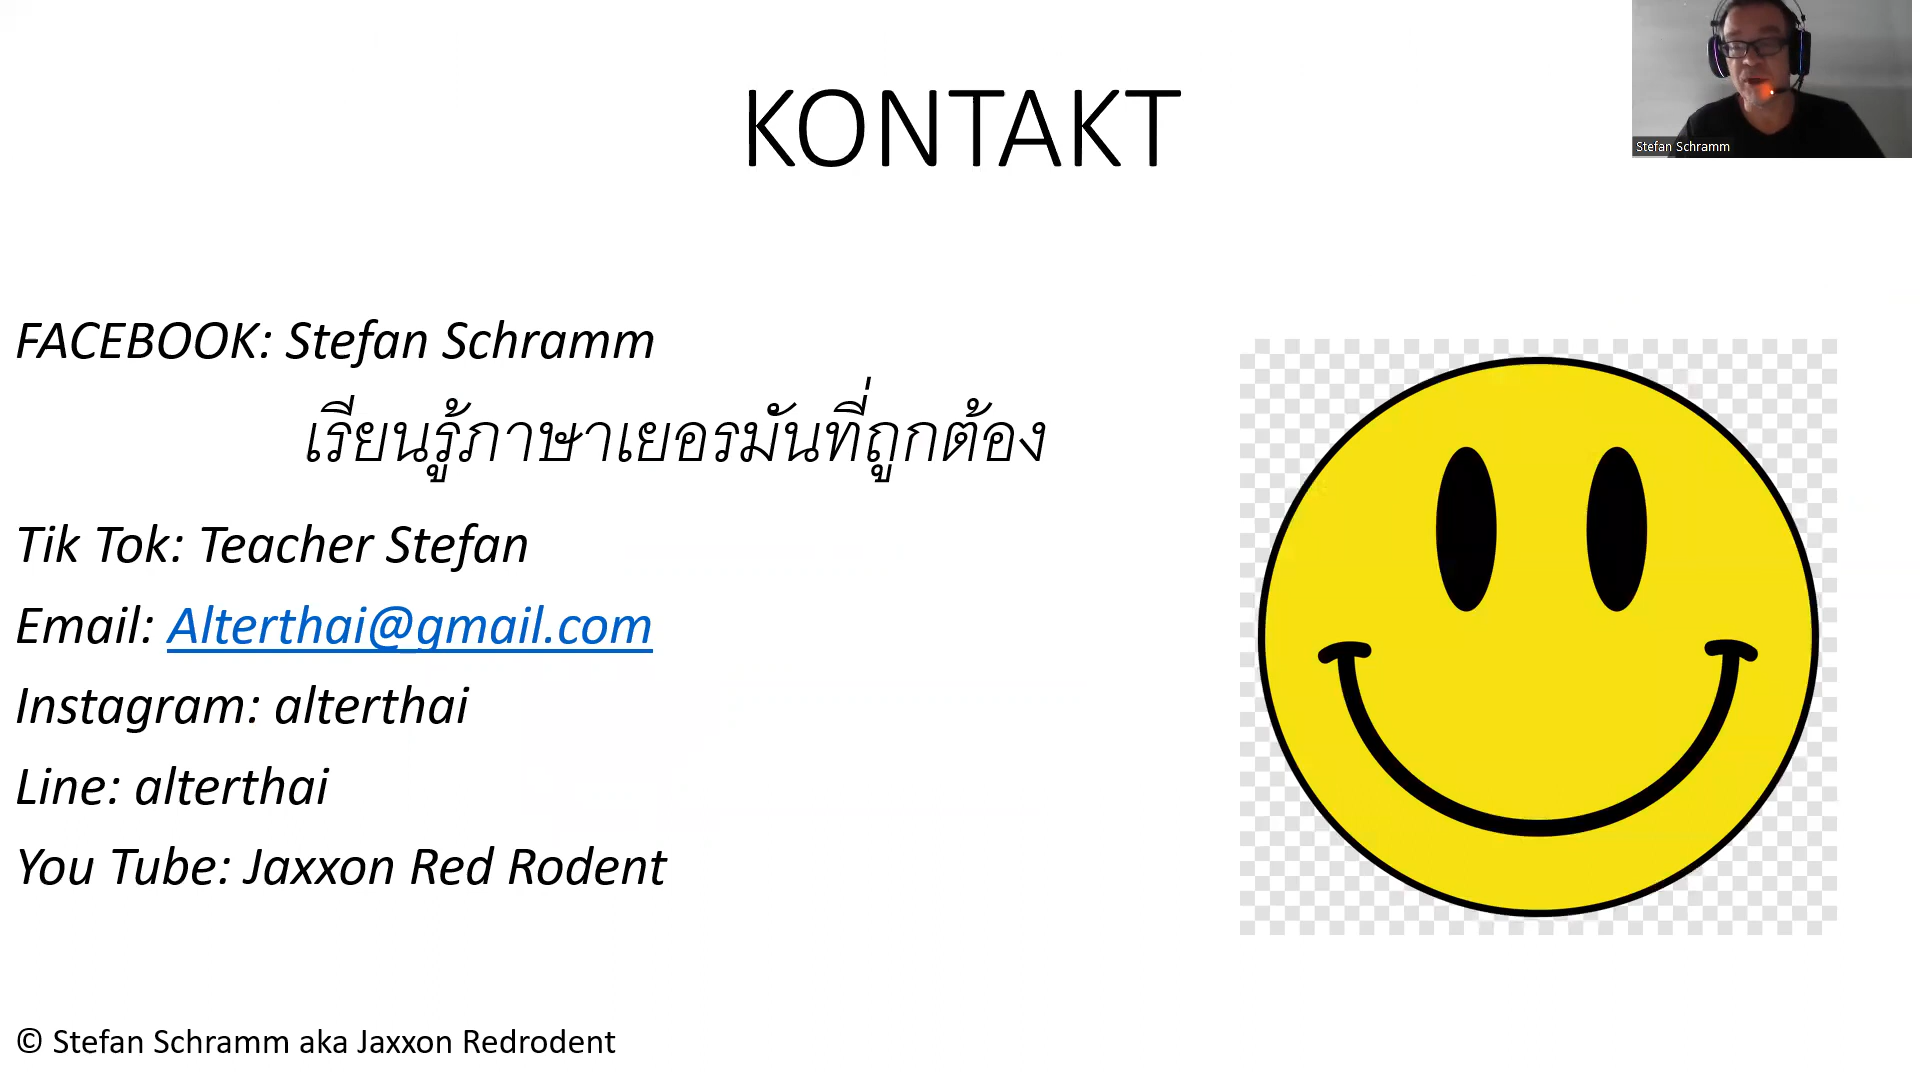 KONTAKT
Stefan Schramm
FACEBOOK: Stefan Schramm
เรียนรู้ภาษาเยอรมันที่ถูกต้อง
Tik Tok: Teacher Stefan
Email: Alterthai@gmail.com
Instagram: alterthai
Line: alterthai
You Tube: Jaxxon Red Rodent
© Stefan Schramm aka Jaxxon Redrodent